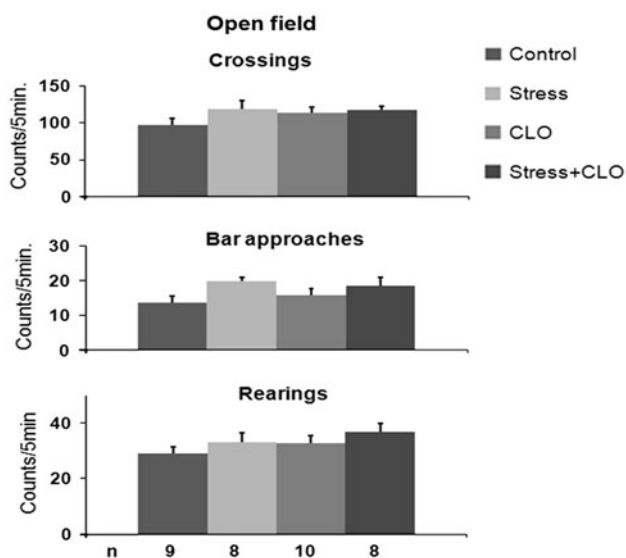 Open field
Crossings
Control
Stress
CLO
Stress+CLO
Counts/5min.
150
100
50
0
Bar approaches
Counts/5min.
30
20
10
0
Rearings
Counts/5min
40
20
0
n 9 8 10 8